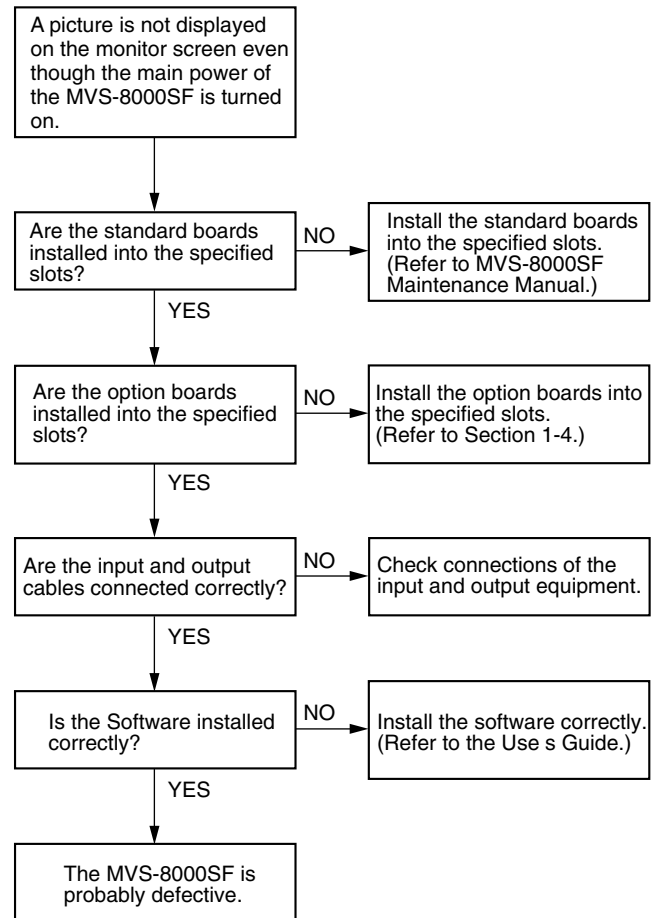 A picture is not displayed
on the monitor screen even
though the main power of
the MVS-8000SF is turned
on.
Are the standard boards
installed into the specified
slots?
NO
Install the standard boards
into the specified slots.
(Refer to MVS-8000SF
Maintenance Manual.)
YES
Are the option boards
installed into the specified
slots?
NO
Install the option boards into
the specified slots.
(Refer to Section 1-4.)
YES
Are the input and output
cables connected correctly?
NO
Check connections of the
input and output equipment.
YES
Is the Software installed
correctly?
NO
Install the software correctly.
(Refer to the Use s Guide.)
YES
The MVS-8000SF is
probably defective.